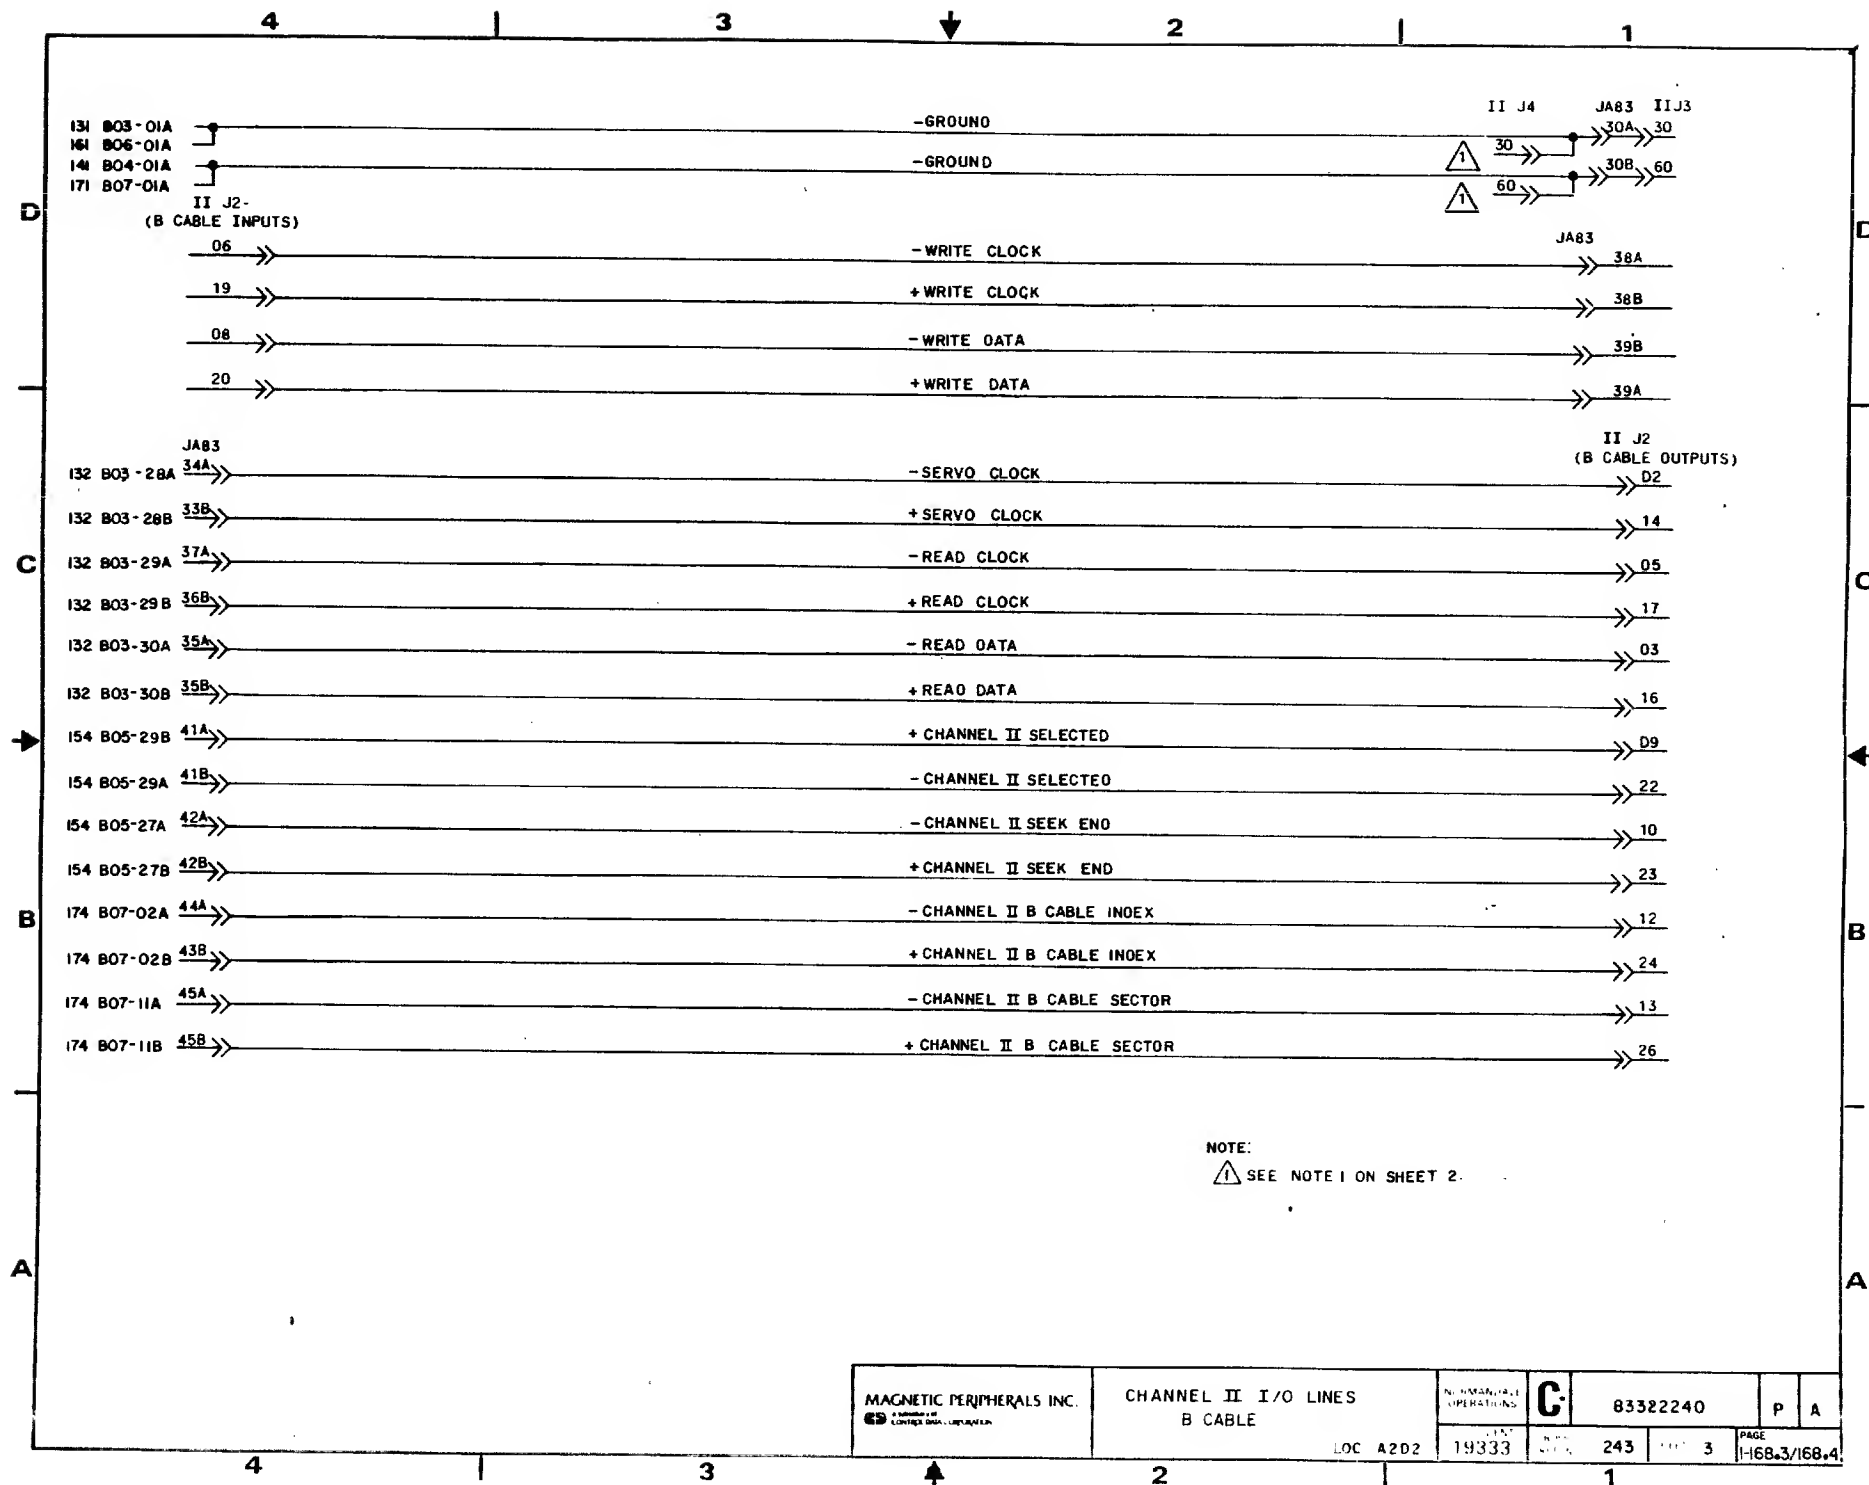 4 3 2 1
II J4 JA83 II J3
131 B03-01A -GROUND 30A 30
161 B06-01A 1 30
141 B04-01A -GROUND 30B 60
171 B07-01A 1 60
II J2-
(B CABLE INPUTS)
D D
JA83
06 -WRITE CLOCK 38A
19 +WRITE CLOCK 38B
08 -WRITE DATA 39B
20 +WRITE DATA 39A
JA83 II J2
(B CABLE OUTPUTS)
132 B03-28A 34A -SERVO CLOCK D2
132 B03-28B 33B +SERVO CLOCK 14
C 132 B03-29A 37A -READ CLOCK 05 C
132 B03-29B 36B +READ CLOCK 17
132 B03-30A 35A -READ DATA 03
132 B03-30B 35B +READ DATA 16
154 B05-29B 41A +CHANNEL II SELECTED D9
154 B05-29A 41B -CHANNEL II SELECTED 22
154 B05-27A 42A -CHANNEL II SEEK END 10
154 B05-27B 42B +CHANNEL II SEEK END 23
B 174 B07-02A 44A -CHANNEL II B CABLE INDEX 12 B
174 B07-02B 43B +CHANNEL II B CABLE INDEX 24
174 B07-11A 45A -CHANNEL II B CABLE SECTOR 13
174 B07-11B 45B +CHANNEL II B CABLE SECTOR 26
NOTE:
1 SEE NOTE 1 ON SHEET 2.
A A
MAGNETIC PERIPHERALS INC.
CONTROL DATA CORPORATION
CHANNEL II I/O LINES
B CABLE
LOC A2D2
NORMANDALE
OPERATIONS
C 83322240 P A
19333 243 3
PAGE
1-168.3/168.4
4 3 2 1